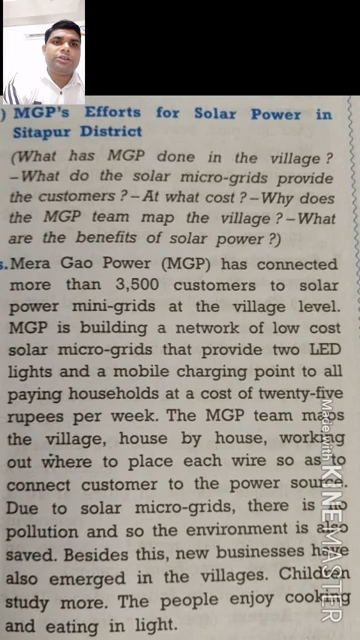 ) MGP's Efforts for Solar Power in
Sitapur District
(What has MGP done in the village ?
–What do the solar micro-grids provide
the customers ? – At what cost ? – Why does
the MGP team map the village ? – What
are the benefits of solar power ?)
s. Mera Gao Power (MGP) has connected
more than 3,500 customers to solar
power mini-grids at the village level.
MGP is building a network of low cost
solar micro-grids that provide two LED
lights and a mobile charging point to all
paying households at a cost of twenty-five
rupees per week. The MGP team maps
the village, house by house, working
out where to place each wire so as to
connect customer to the power source.
Due to solar micro-grids, there is no
pollution and so the environment is also
saved. Besides this, new businesses have
also emerged in the villages. Children
study more. The people enjoy cooking
and eating in light.
Made with KINEMASTER